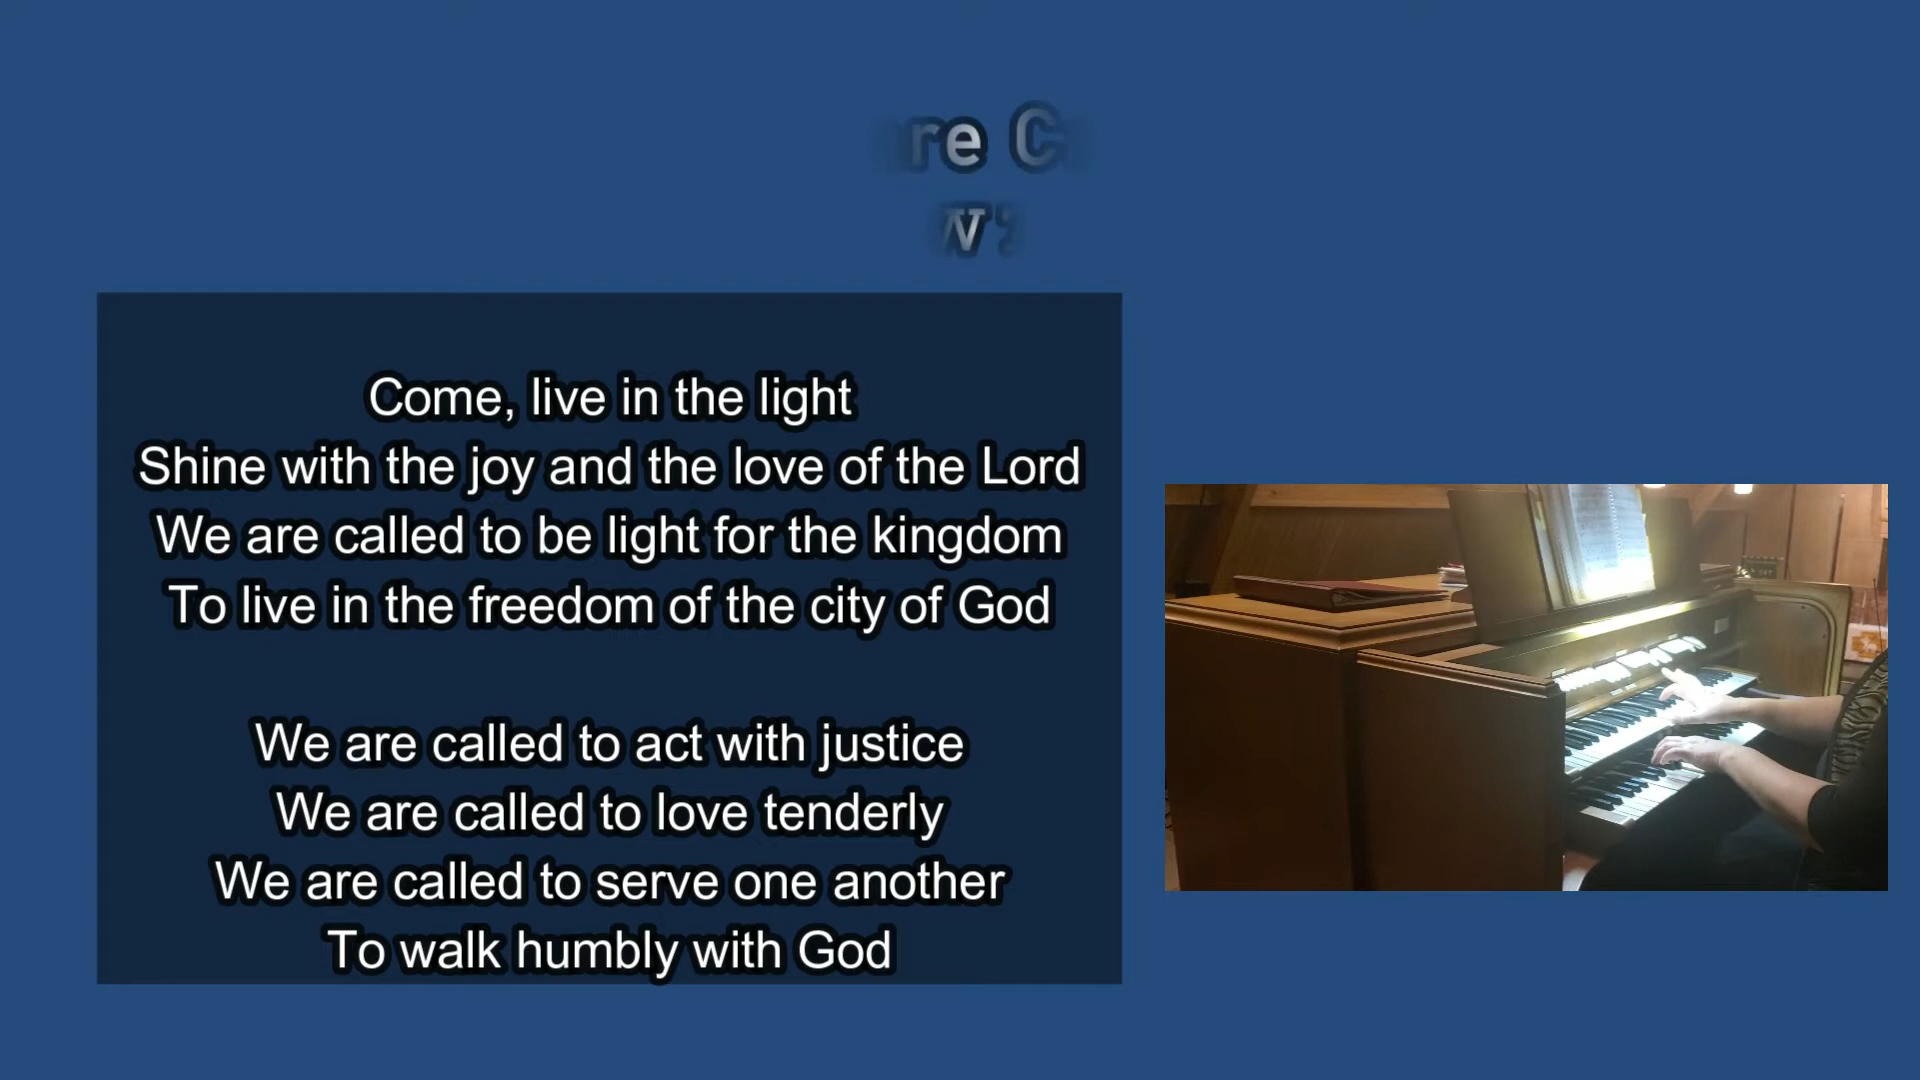 re C
W
Come, live in the light
Shine with the joy and the love of the Lord
We are called to be light for the kingdom
To live in the freedom of the city of God
We are called to act with justice
We are called to love tenderly
We are called to serve one another
To walk humbly with God